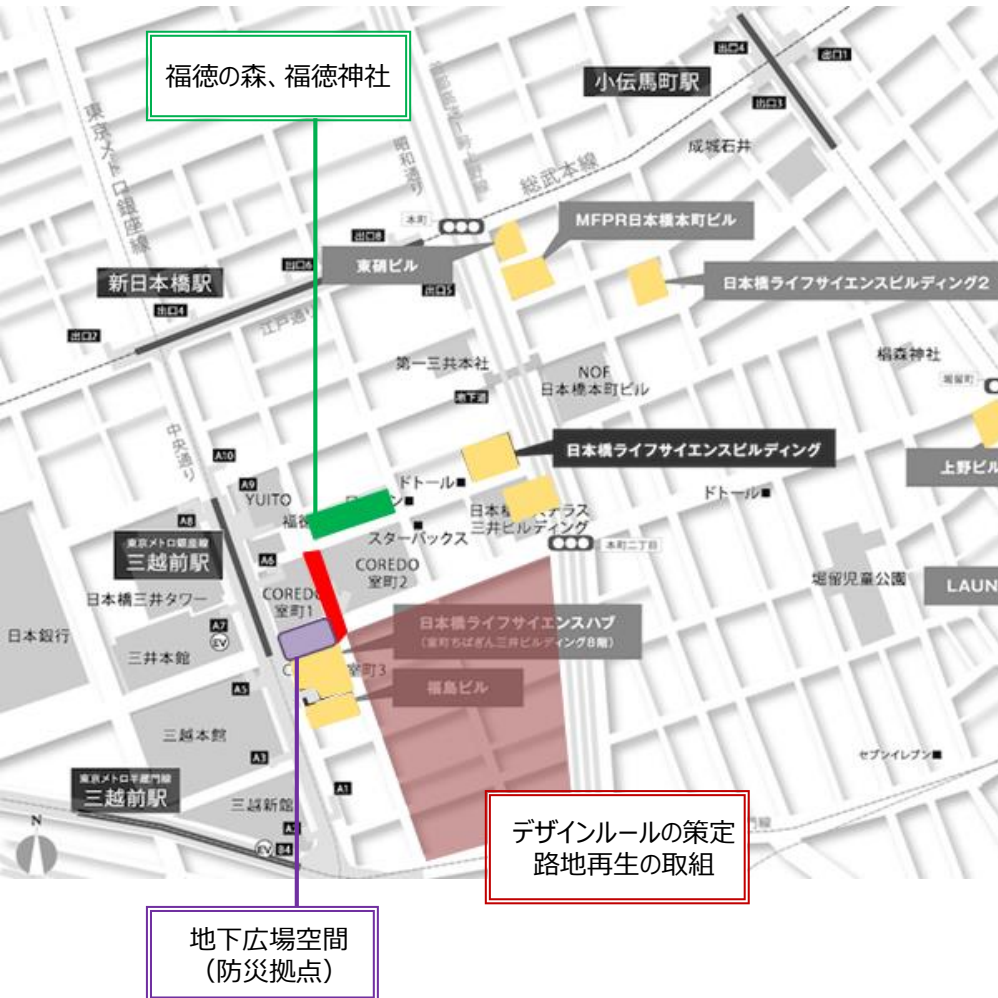 福徳の森、福徳神社
出口4
出口1
小伝馬町駅
出口3
成城石井
東京メトロ銀座線
昭和通り
総武本線
本町
MFPR日本橋本町ビル
出口8
東硝ビル
出口6
新日本橋駅
出口5
日本橋ライフサイエンスビルディング2
出口4
江戸通り
出口2
第一三共本社
椙森神社
NOF
日本橋本町ビル
堀留町
地下道
中央通り
日本橋ライフサイエンスビルディング
A10
上野ビル
A9
ドトール
ドトール
YUITO
福徳
日本橋
テラス
三井ビルディング
A8
スターバックス
東京メトロ銀座線
三越前駅
本町二丁目
A6
COREDO
室町2
堀留児童公園
LAUN
COREDO
室町1
日本橋三井タワー
日本橋ライフサイエンスハブ
（室町ちばぎん三井ビルディング8階）
A7
EV
日本銀行
三井本館
室町3
A5
福島ビル
三越本館
A3
セブンイレブン
東京メトロ半蔵門線
三越前駅
A1
三越新館
N
EV
B4
門線
デザインルールの策定
路地再生の取組
地下広場空間
（防災拠点）